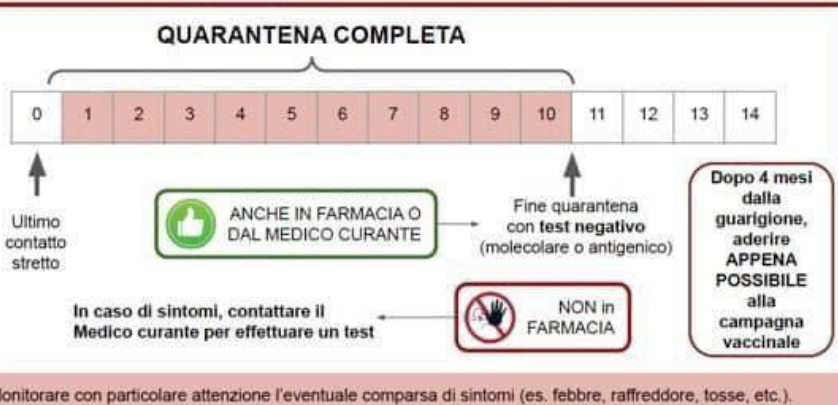 QUARANTENA COMPLETA
0 1 2 3 4 5 6 7 8 9 10 11 12 13 14
Ultimo
contatto
stretto
ANCHE IN FARMACIA O
DAL MEDICO CURANTE
Fine quarantena
con test negativo
(molecolare o antigenico)
Dopo 4 mesi
dalla
guarigione,
aderire
APPENA
POSSIBILE
alla
campagna
vaccinale
In caso di sintomi, contattare il
Medico curante per effettuare un test
NON in
FARMACIA
onitorare con particolare attenzione l'eventuale comparsa di sintomi (es. febbre, raffreddore, tosse, etc.).